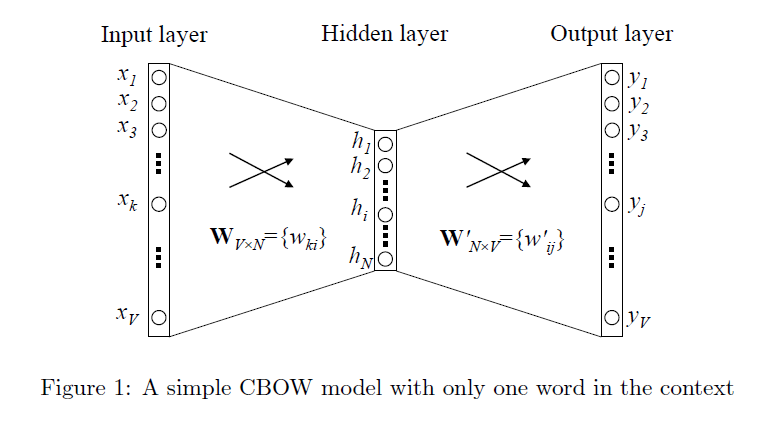 Input layer Hidden layer Output layer
x1 y1
x2 y2
x3 h1 y3
h2
xk hi yj
WV×N={wki} W'N×V={w'ij}
hN
xV yV
Figure 1: A simple CBOW model with only one word in the context